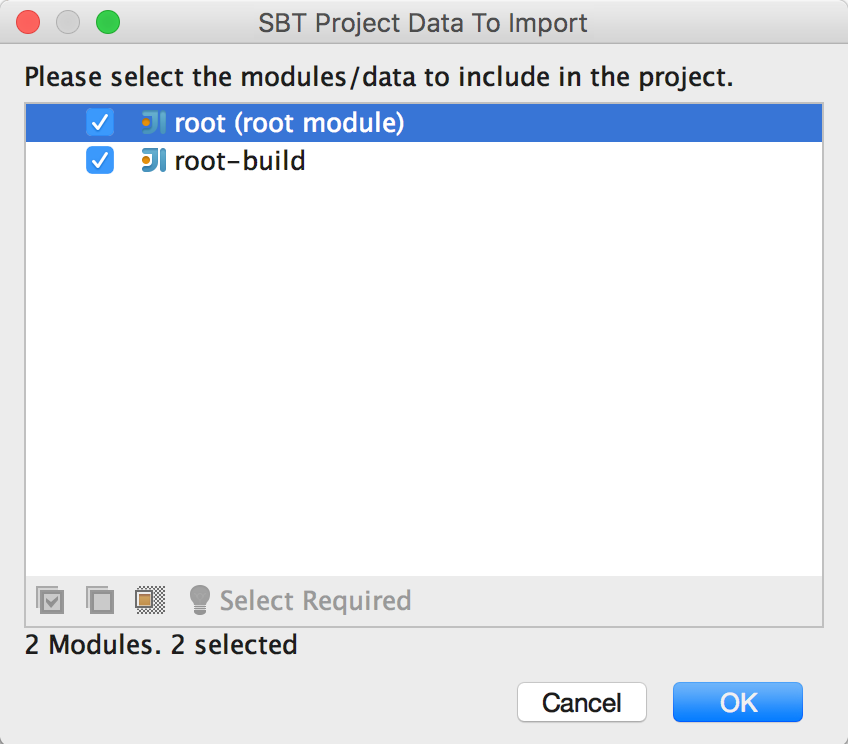 SBT Project Data To Import
Please select the modules/data to include in the project.
root (root module)
root-build
Select Required
2 Modules. 2 selected
Cancel
OK